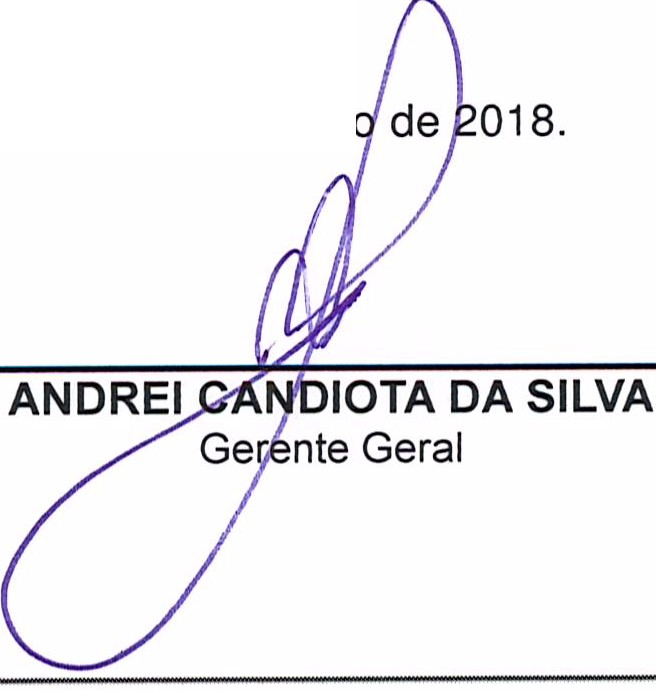 o de 2018.
ANDREI CANDIOTA DA SILVA
Gerente Geral